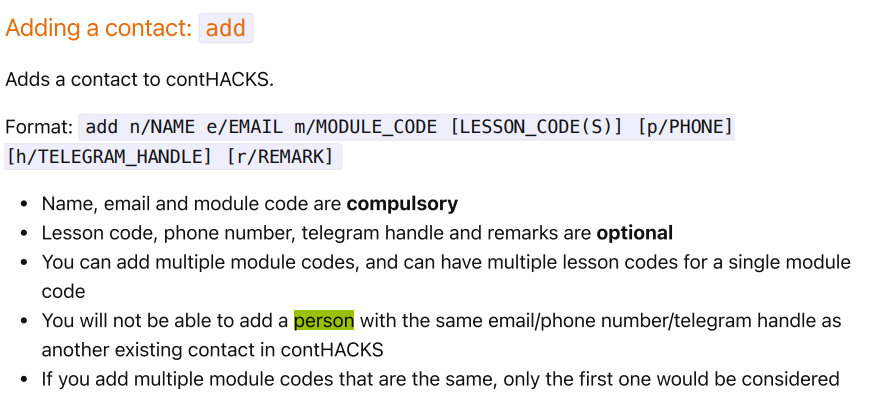 Adding a contact: add
Adds a contact to contHACKS.
Format: add n/NAME e/EMAIL m/MODULE_CODE [LESSON_CODE(S)] [p/PHONE]
[h/TELEGRAM_HANDLE] [r/REMARK]
• Name, email and module code are compulsory
• Lesson code, phone number, telegram handle and remarks are optional
• You can add multiple module codes, and can have multiple lesson codes for a single module
code
• You will not be able to add a person with the same email/phone number/telegram handle as
another existing contact in contHACKS
• If you add multiple module codes that are the same, only the first one would be considered